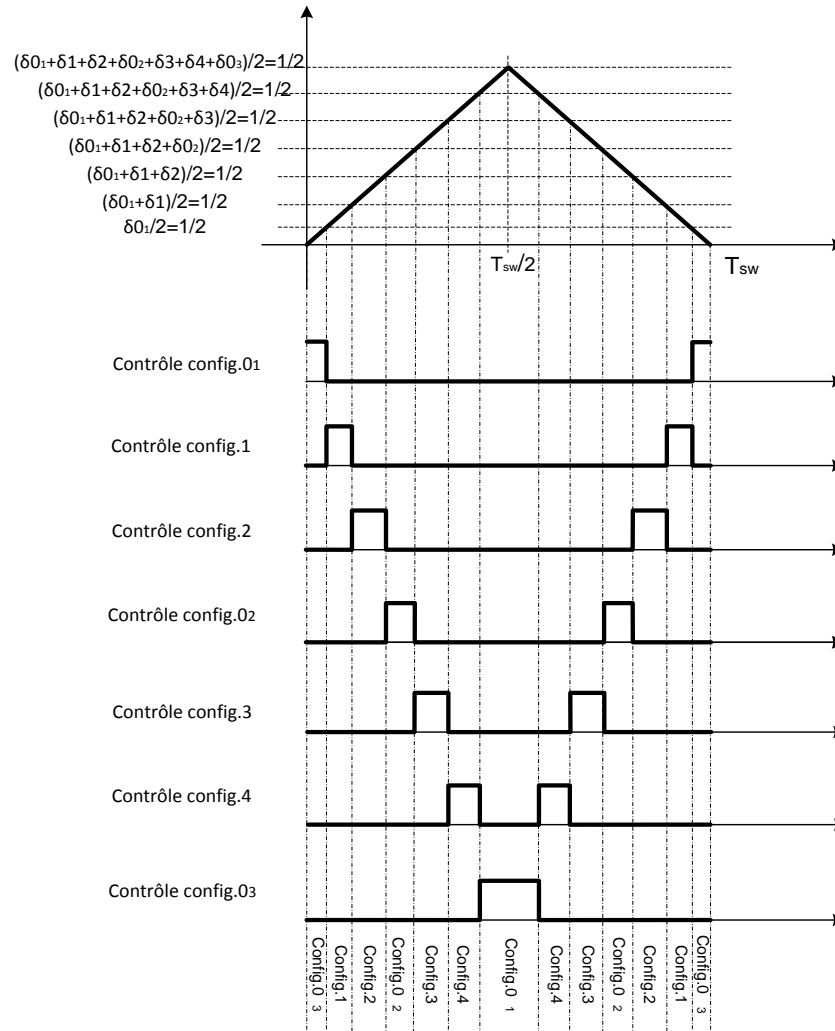 (δ0₁+δ1+δ2+δ0₂+δ3+δ4+δ0₃)/2=1/2
(δ0₁+δ1+δ2+δ0₂+δ3+δ4)/2=1/2
(δ0₁+δ1+δ2+δ0₂+δ3)/2=1/2
(δ0₁+δ1+δ2+δ0₂)/2=1/2
(δ0₁+δ1+δ2)/2=1/2
(δ0₁+δ1)/2=1/2
δ0₁/2=1/2
Tsw/2
Tsw
Contrôle config.01
Contrôle config.1
Contrôle config.2
Contrôle config.02
Contrôle config.3
Contrôle config.4
Contrôle config.03
Config.0 3
Config.1
Config.2
Config.0 2
Config.3
Config.4
Config.0 1
Config.4
Config.3
Config.0 2
Config.2
Config.1
Config.0 3